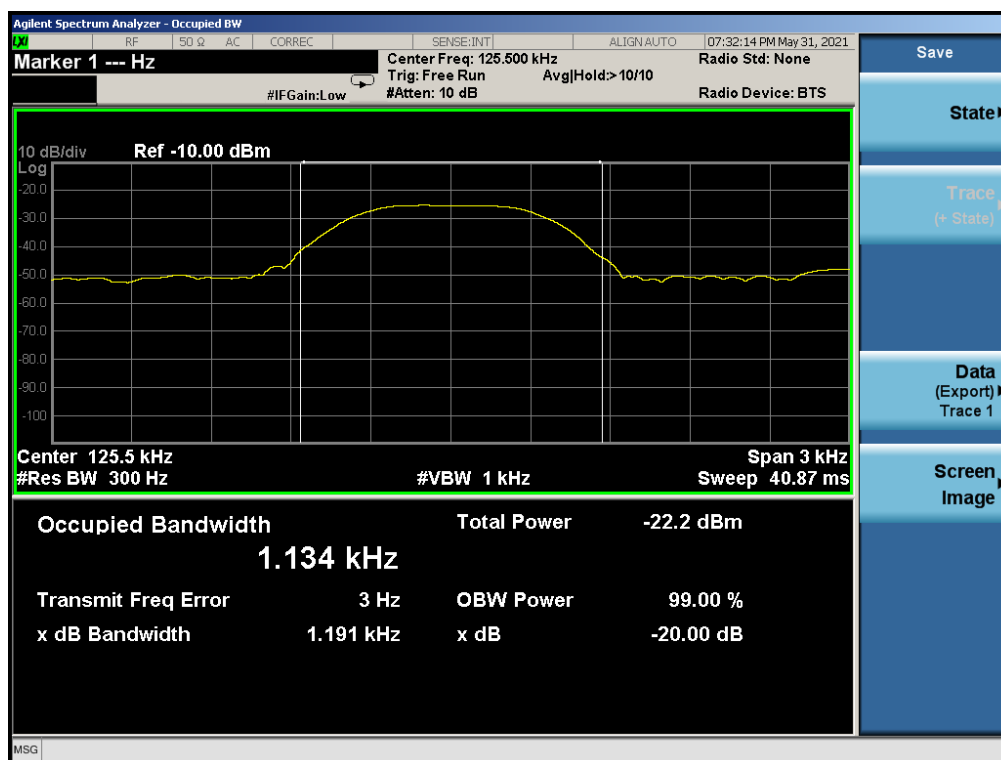 Agilent Spectrum Analyzer - Occupied BW
LXI RF 50 Ω AC CORREC SENSE:INT ALIGN AUTO 07:32:14 PM May 31, 2021
Marker 1 --- Hz
Center Freq: 125.500 kHz Radio Std: None
Trig: Free Run Avg|Hold:>10/10
#IFGain:Low #Atten: 10 dB Radio Device: BTS
10 dB/div Ref -10.00 dBm
Log
-20.0
-30.0
-40.0
-50.0
-60.0
-70.0
-80.0
-90.0
-100
Center 125.5 kHz Span 3 kHz
#Res BW 300 Hz #VBW 1 kHz Sweep 40.87 ms
Occupied Bandwidth Total Power -22.2 dBm
1.134 kHz
Transmit Freq Error 3 Hz OBW Power 99.00 %
x dB Bandwidth 1.191 kHz x dB -20.00 dB
MSG
Save
State
Trace
(+ State)
Data
(Export)
Trace 1
Screen
Image